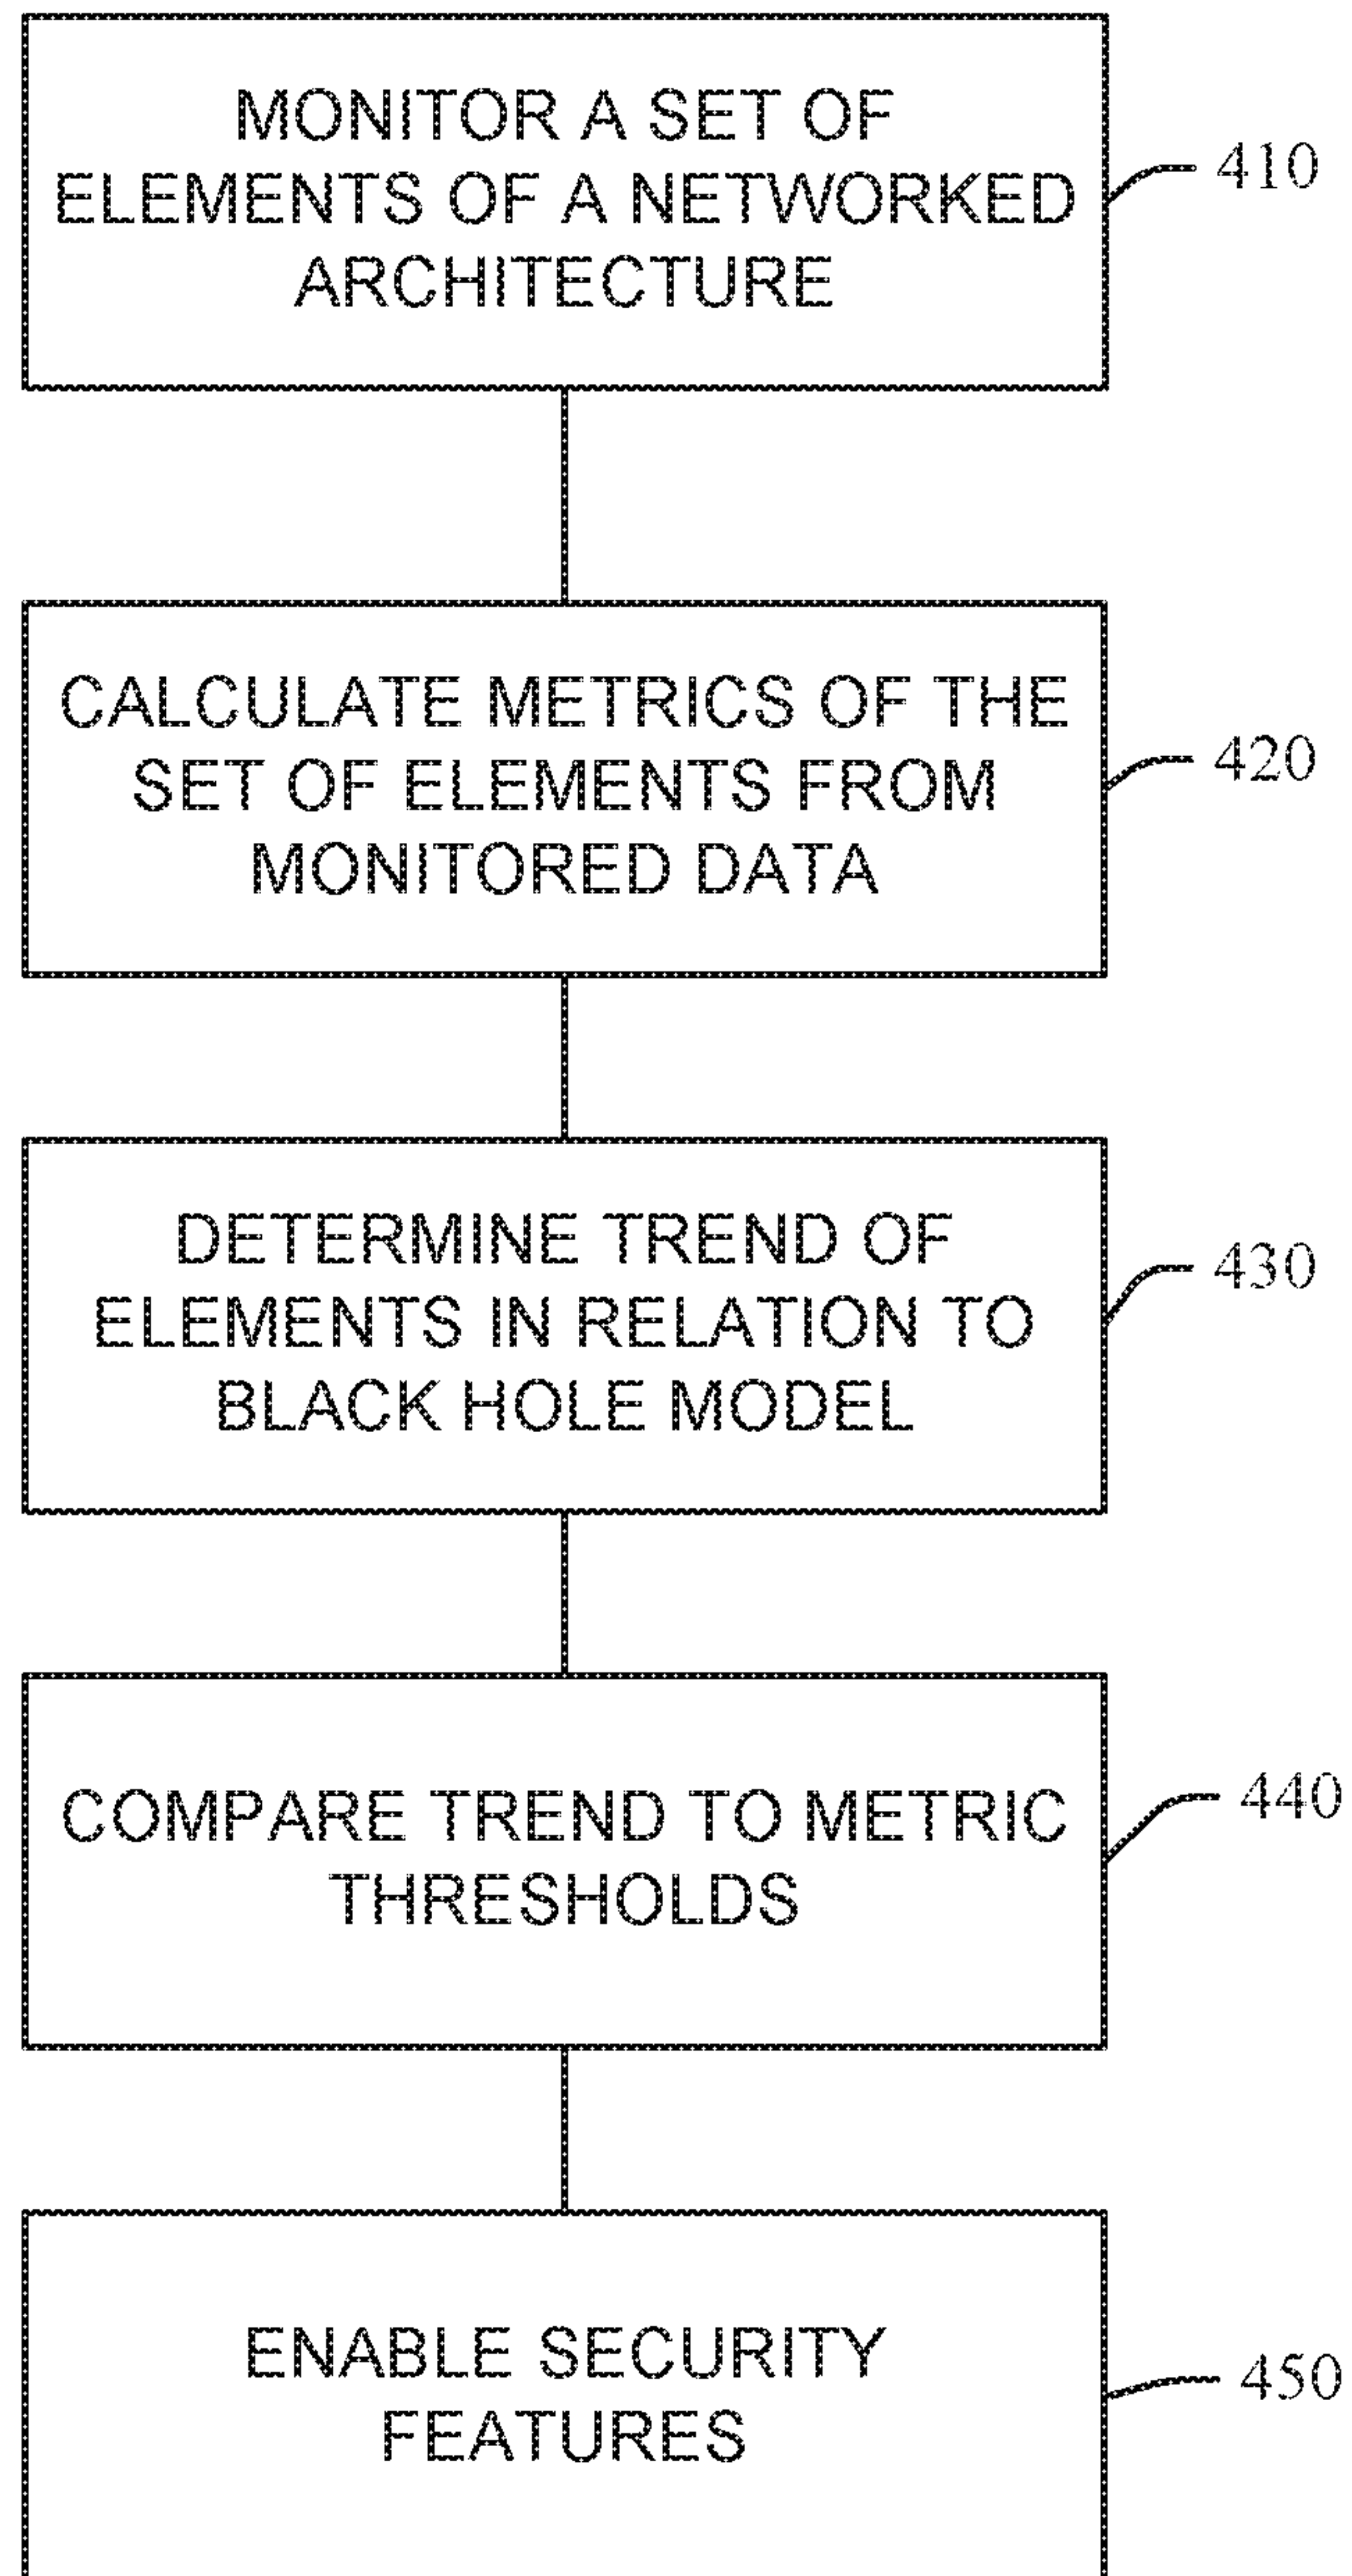 MONITOR A SET OF
ELEMENTS OF A NETWORKED
ARCHITECTURE
410
CALCULATE METRICS OF THE
SET OF ELEMENTS FROM
MONITORED DATA
420
DETERMINE TREND OF
ELEMENTS IN RELATION TO
BLACK HOLE MODEL
430
COMPARE TREND TO METRIC
THRESHOLDS
440
ENABLE SECURITY
FEATURES
450